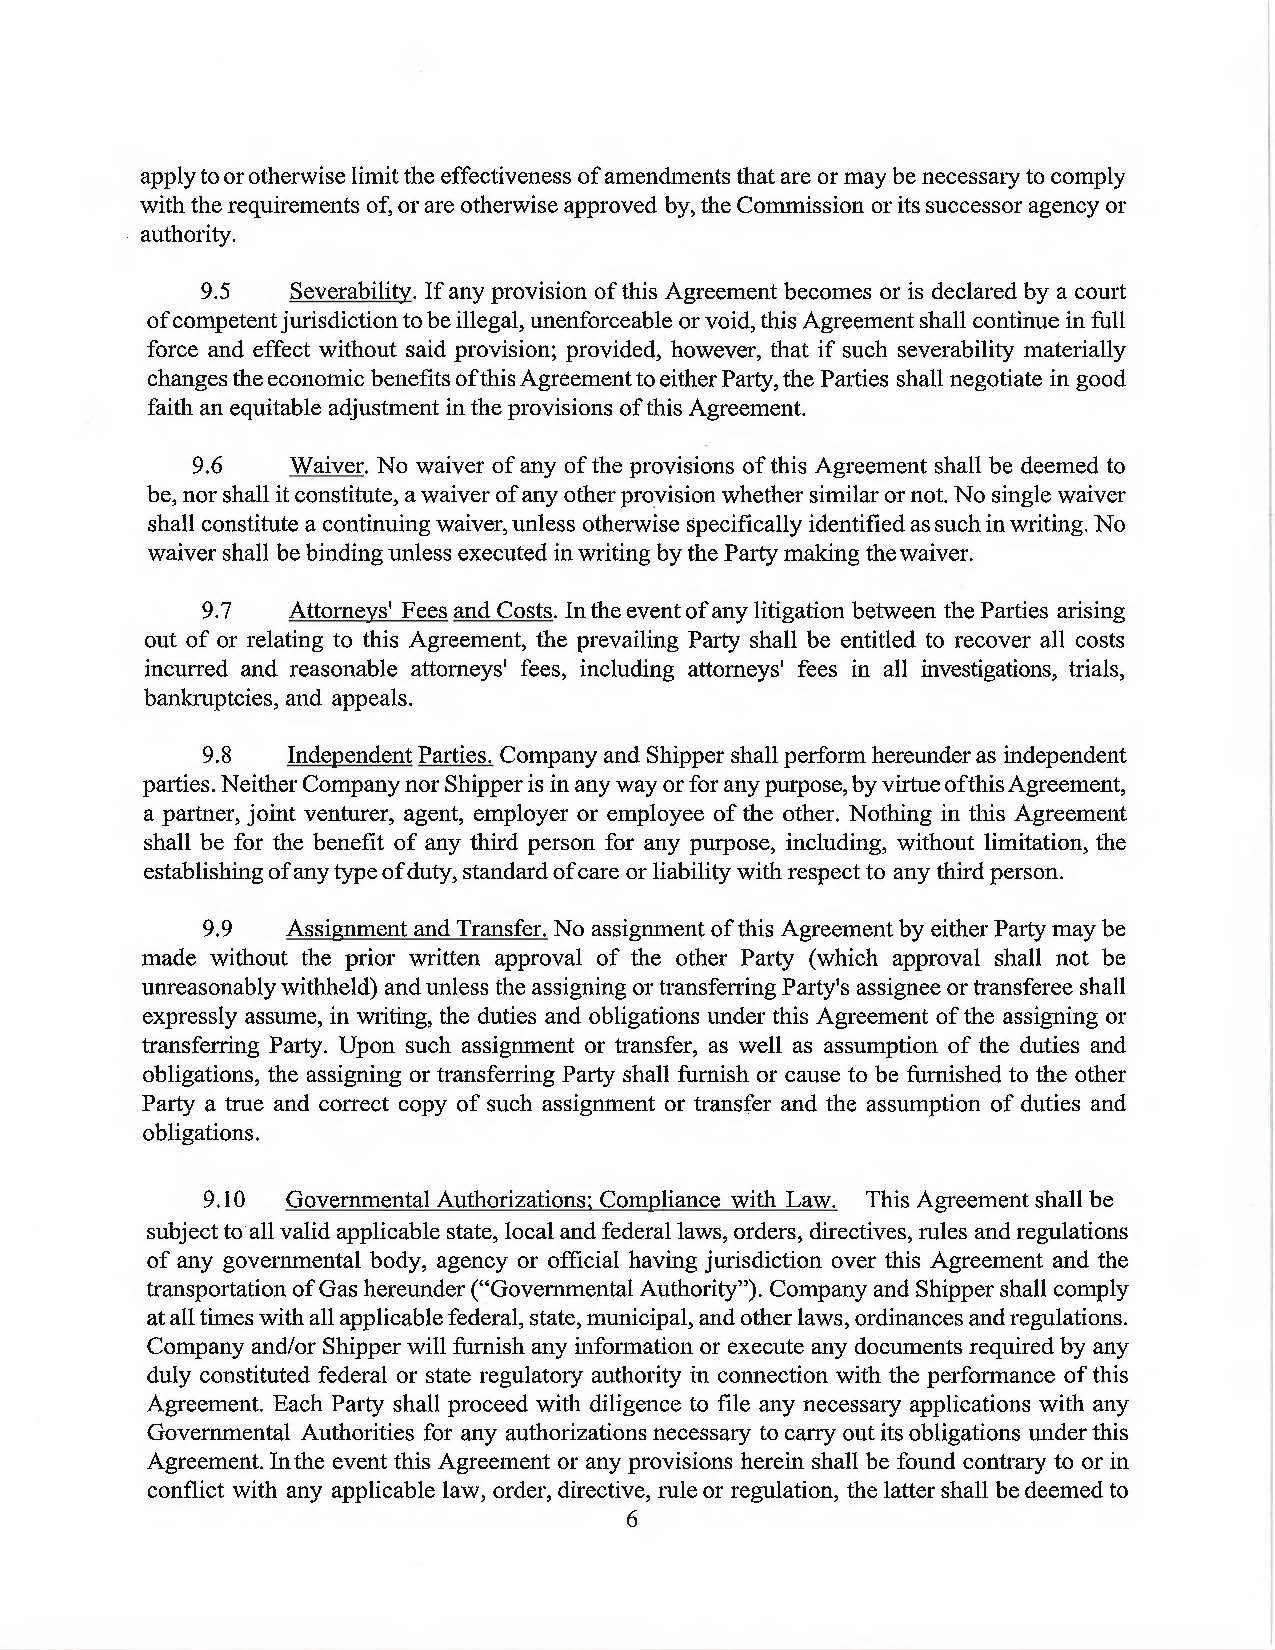 apply to or otherwise limit the effectiveness of amendments that are or may be necessary to comply
with the requirements of, or are otherwise approved by, the Commission or its successor agency or
authority.
9.5 Severability. If any provision of this Agreement becomes or is declared by a court
of competent jurisdiction to be illegal, unenforceable or void, this Agreement shall continue in full
force and effect without said provision; provided, however, that if such severability materially
changes the economic benefits of this Agreement to either Party, the Parties shall negotiate in good
faith an equitable adjustment in the provisions of this Agreement.
9.6 Waiver. No waiver of any of the provisions of this Agreement shall be deemed to
be, nor shall it constitute, a waiver of any other provision whether similar or not. No single waiver
shall constitute a continuing waiver, unless otherwise specifically identified as such in writing. No
waiver shall be binding unless executed in writing by the Party making the waiver.
9.7 Attorneys' Fees and Costs. In the event of any litigation between the Parties arising
out of or relating to this Agreement, the prevailing Party shall be entitled to recover all costs
incurred and reasonable attorneys' fees, including attorneys' fees in all investigations, trials,
bankruptcies, and appeals.
9.8 Independent Parties. Company and Shipper shall perform hereunder as independent
parties. Neither Company nor Shipper is in any way or for any purpose, by virtue of this Agreement,
a partner, joint venturer, agent, employer or employee of the other. Nothing in this Agreement
shall be for the benefit of any third person for any purpose, including, without limitation, the
establishing of any type of duty, standard of care or liability with respect to any third person.
9.9 Assignment and Transfer. No assignment of this Agreement by either Party may be
made without the prior written approval of the other Party (which approval shall not be
unreasonably withheld) and unless the assigning or transferring Party's assignee or transferee shall
expressly assume, in writing, the duties and obligations under this Agreement of the assigning or
transferring Party. Upon such assignment or transfer, as well as assumption of the duties and
obligations, the assigning or transferring Party shall furnish or cause to be furnished to the other
Party a true and correct copy of such assignment or transfer and the assumption of duties and
obligations.
9.10 Governmental Authorizations; Compliance with Law. This Agreement shall be
subject to all valid applicable state, local and federal laws, orders, directives, rules and regulations
of any governmental body, agency or official having jurisdiction over this Agreement and the
transportation of Gas hereunder (“Governmental Authority”). Company and Shipper shall comply
at all times with all applicable federal, state, municipal, and other laws, ordinances and regulations.
Company and/or Shipper will furnish any information or execute any documents required by any
duly constituted federal or state regulatory authority in connection with the performance of this
Agreement. Each Party shall proceed with diligence to file any necessary applications with any
Governmental Authorities for any authorizations necessary to carry out its obligations under this
Agreement. In the event this Agreement or any provisions herein shall be found contrary to or in
conflict with any applicable law, order, directive, rule or regulation, the latter shall be deemed to
6